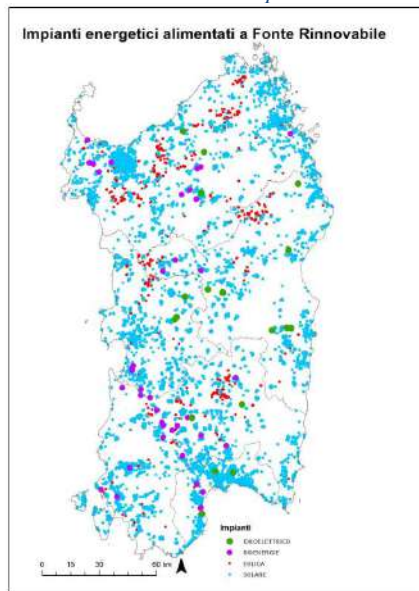 Impianti energetici alimentati a Fonte Rinnovabile
Impianti
IDROELETTRICO
BIOENERGIE
EOLICA
SOLARE
0 15 30 60 km